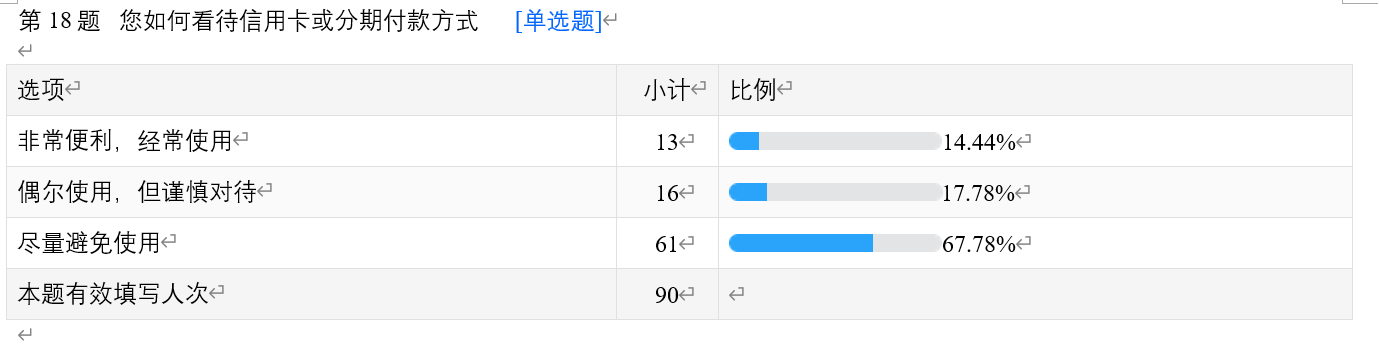 第 18 题 您如何看待信用卡或分期付款方式 [单选题]
选项 小计 比例
非常便利，经常使用 13 14.44%
偶尔使用，但谨慎对待 16 17.78%
尽量避免使用 61 67.78%
本题有效填写人次 90